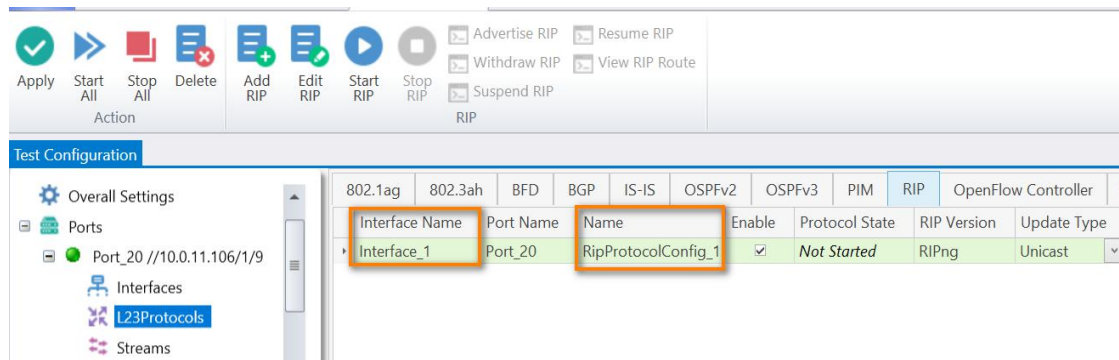 Advertise RIP Resume RIP
Withdraw RIP View RIP Route
Suspend RIP
Apply Start All Stop All Delete Add RIP Edit RIP Start RIP Stop RIP
Action RIP
Test Configuration
Overall Settings
Ports
Port_20 //10.0.11.106/1/9
Interfaces
L23Protocols
Streams
802.1ag 802.3ah BFD BGP IS-IS OSPFv2 OSPFv3 PIM RIP OpenFlow Controller
Interface Name Port Name Name Enable Protocol State RIP Version Update Type
Interface_1 Port_20 RipProtocolConfig_1 Not Started RIPng Unicast